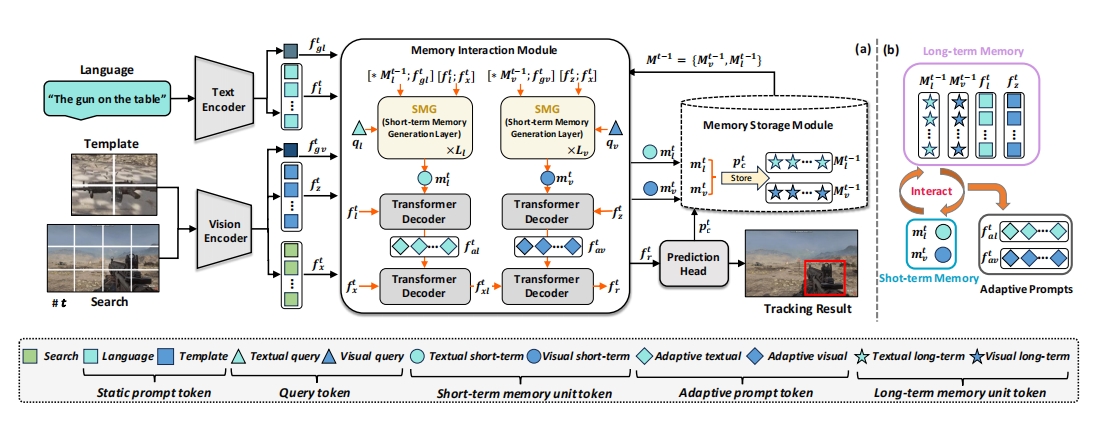 Language
"The gun on the table"
Text
Encoder
f_{gl}^t
f_l^t
Template
Vision
Encoder
f_{gv}^t
f_z^t
f_x^t
# t
Search
Memory Interaction Module
[* M_l^{t-1}; f_{gl}^t] [f_l^t; f_x^t]
[* M_v^{t-1}; f_{gv}^t] [f_z^t; f_x^t]
SMG
(Short-term Memory
Generation Layer)
×L_l
SMG
(Short-term Memory
Generation Layer)
×L_v
q_l
q_v
m_l^t
m_v^t
f_l^t
Transformer
Decoder
Transformer
Decoder
f_z^t
f_{al}^t
f_{av}^t
f_x^t
Transformer
Decoder
f_{xl}^t
Transformer
Decoder
f_r^t
(a)
M^{t-1} = {M_v^{t-1}, M_l^{t-1}}
Memory Storage Module
m_l^t
m_v^t
m_l^t
m_v^t
p_c^t
Store
M_l^{t-1}
M_v^{t-1}
p_c^t
f_r^t
Prediction
Head
Tracking Result
(b)
Long-term Memory
M_l^{t-1} M_v^{t-1} f_l^t f_z^t
Interact
m_l^t
m_v^t
Shot-term Memory
f_{al}^t
f_{av}^t
Adaptive Prompts
Search Language Template Textual query Visual query Textual short-term Visual short-term Adaptive textual Adaptive visual Textual long-term Visual long-term
Static prompt token Query token Short-term memory unit token Adaptive prompt token Long-term memory unit token